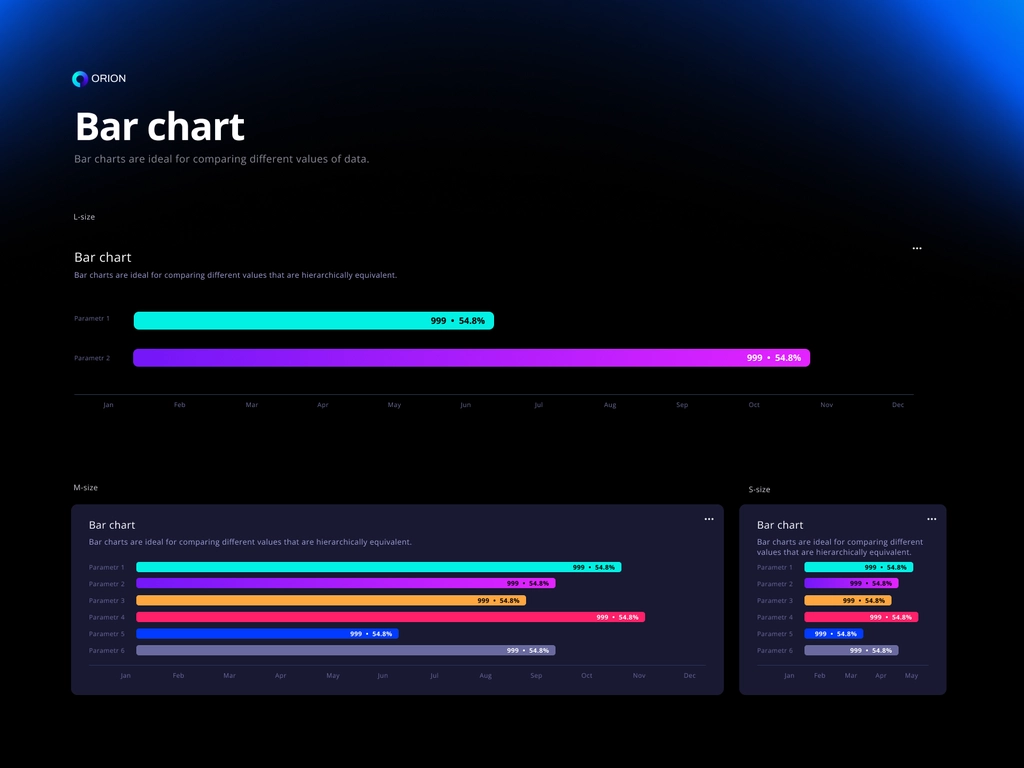 ORION
Bar chart
Bar charts are ideal for comparing different values of data.
L-size
•••
Bar chart
Bar charts are ideal for comparing different values that are hierarchically equivalent.
Parametr 1 999 • 54.8%
Parametr 2 999 • 54.8%
Jan Feb Mar Apr May Jun Jul Aug Sep Oct Nov Dec
M-size
•••
Bar chart
Bar charts are ideal for comparing different values that are hierarchically equivalent.
Parametr 1 999 • 54.8%
Parametr 2 999 • 54.8%
Parametr 3 999 • 54.8%
Parametr 4 999 • 54.8%
Parametr 5 999 • 54.8%
Parametr 6 999 • 54.8%
Jan Feb Mar Apr May Jun Jul Aug Sep Oct Nov Dec
S-size
•••
Bar chart
Bar charts are ideal for comparing different
values that are hierarchically equivalent.
Parametr 1 999 • 54.8%
Parametr 2 999 • 54.8%
Parametr 3 999 • 54.8%
Parametr 4 999 • 54.8%
Parametr 5 999 • 54.8%
Parametr 6 999 • 54.8%
Jan Feb Mar Apr May